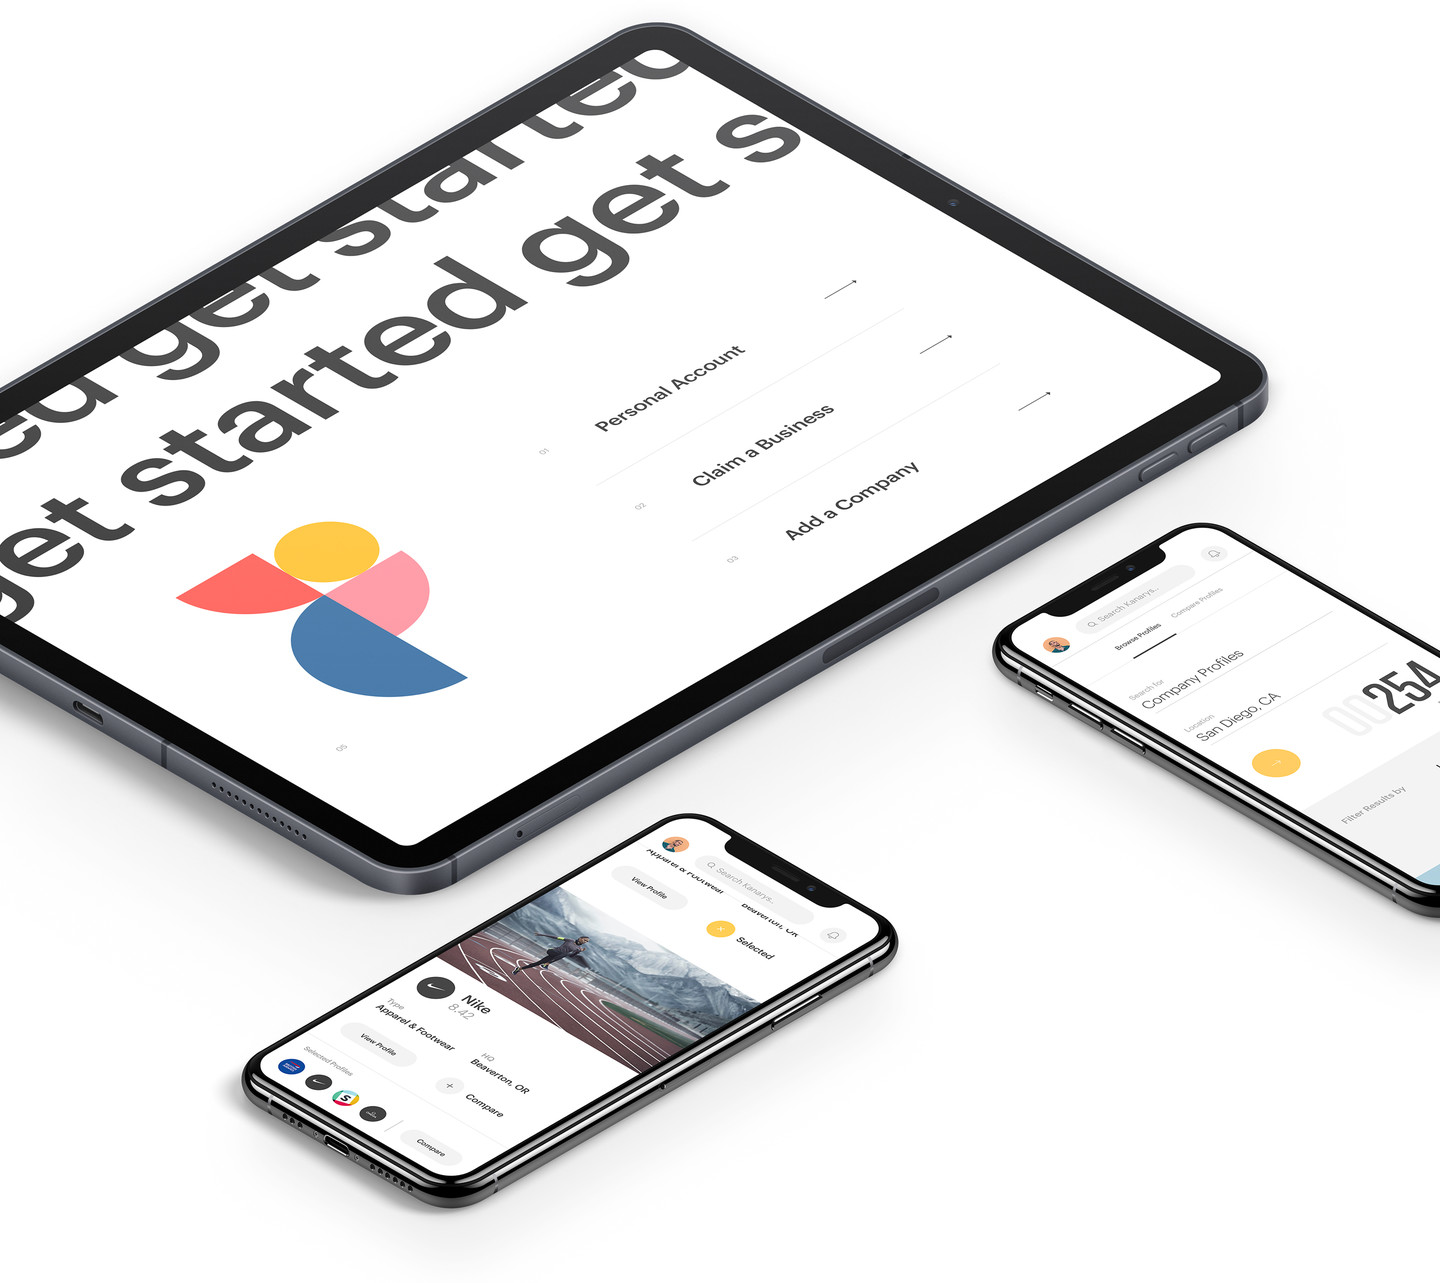 ed get started
get started get s
01
Personal Account
02
Claim a Business
03
Add a Company
05
Search Kanarys..
Browse Profiles
Compare Profiles
Search for
Company Profiles
Location
San Diego, CA
00254
Filter Results by
Search Kanarys..
Apparel & Footwear
Beaverton, OR
View Profile
Selected
Nike
8.42
Type
Apparel & Footwear
HQ
Beaverton, OR
View Profile
Compare
Selected Profiles
S
Compare